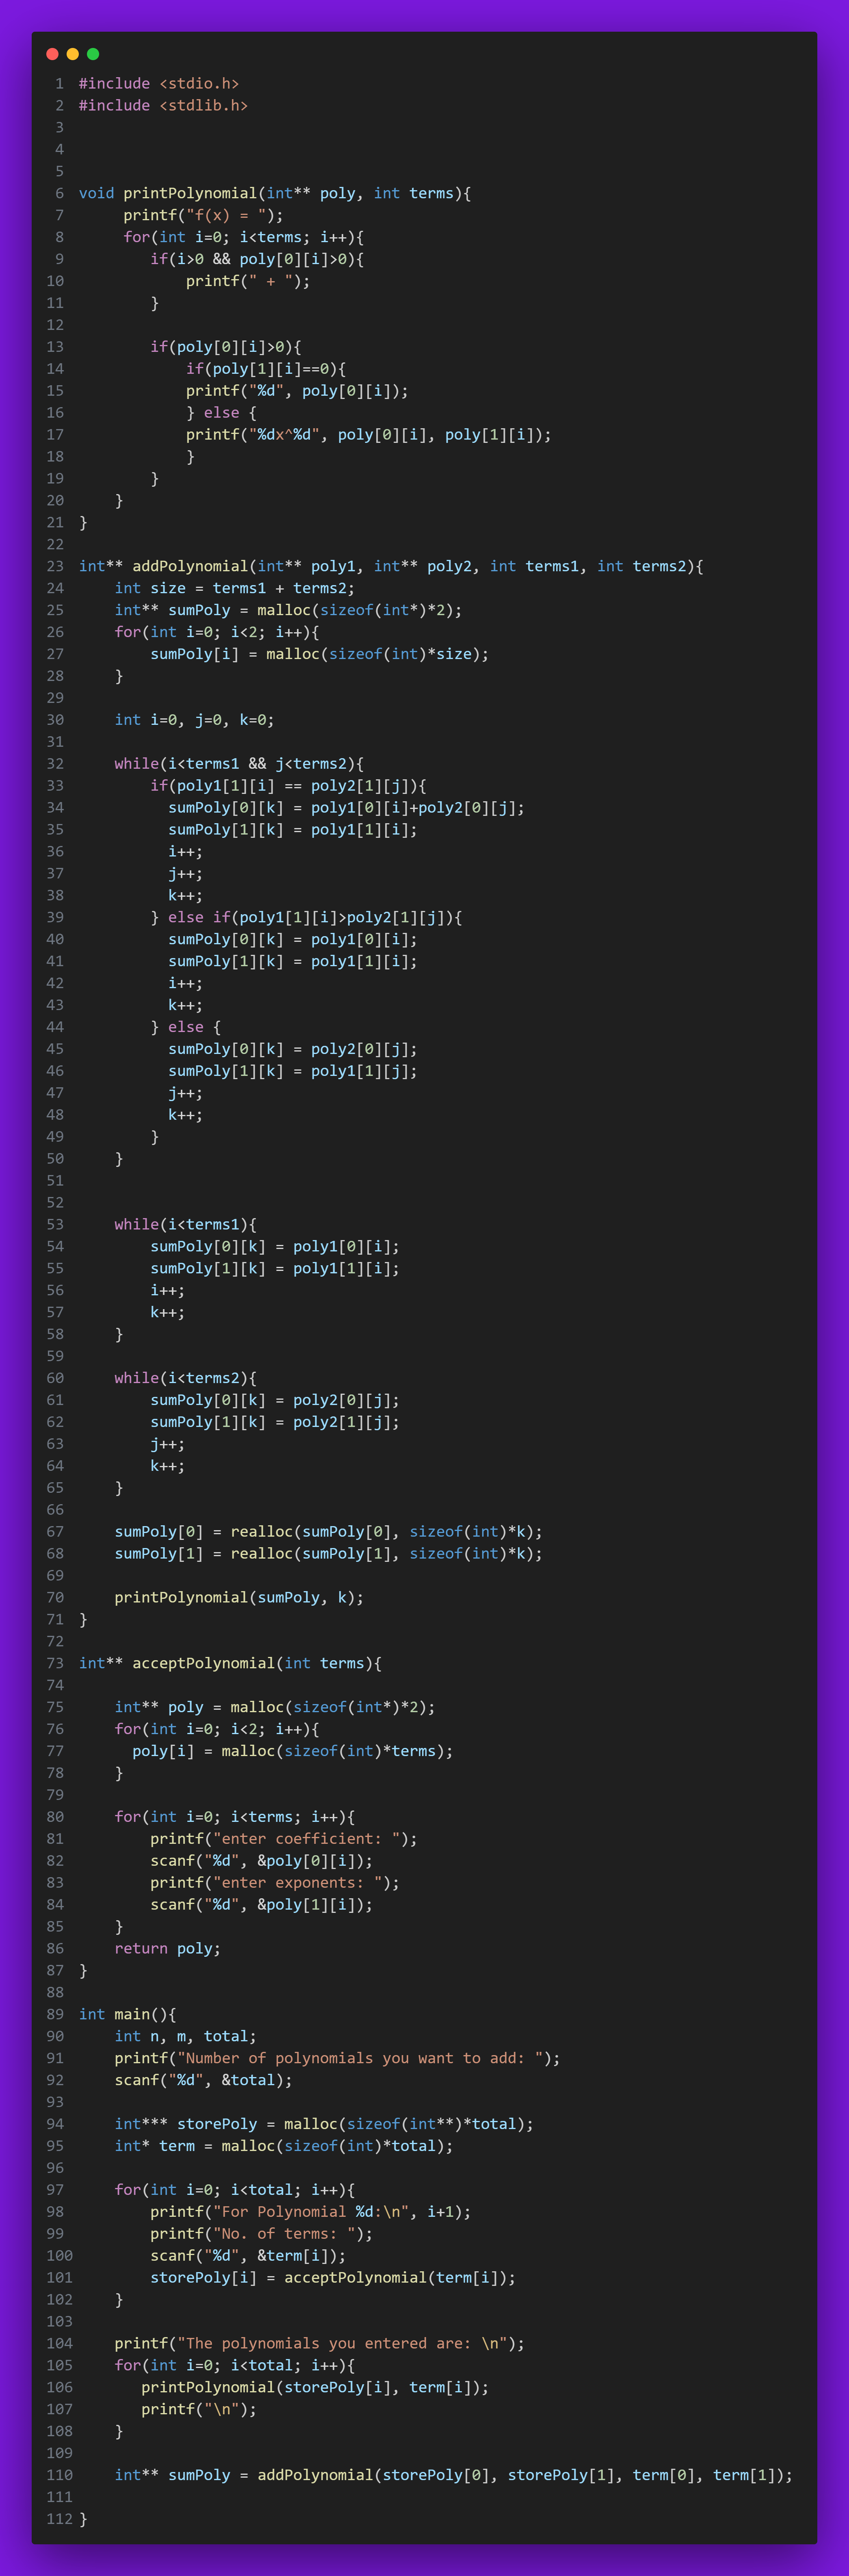 1 #include <stdio.h>
2 #include <stdlib.h>
3
4
5
6 void printPolynomial(int** poly, int terms){
7      printf("f(x) = ");
8      for(int i=0; i<terms; i++){
9         if(i>0 && poly[0][i]>0){
10             printf(" + ");
11         }
12
13         if(poly[0][i]>0){
14             if(poly[1][i]==0){
15             printf("%d", poly[0][i]);
16             } else {
17             printf("%dx^%d", poly[0][i], poly[1][i]);
18             }
19         }
20     }
21 }
22
23 int** addPolynomial(int** poly1, int** poly2, int terms1, int terms2){
24     int size = terms1 + terms2;
25     int** sumPoly = malloc(sizeof(int*)*2);
26     for(int i=0; i<2; i++){
27         sumPoly[i] = malloc(sizeof(int)*size);
28     }
29
30     int i=0, j=0, k=0;
31
32     while(i<terms1 && j<terms2){
33         if(poly1[1][i] == poly2[1][j]){
34           sumPoly[0][k] = poly1[0][i]+poly2[0][j];
35           sumPoly[1][k] = poly1[1][i];
36           i++;
37           j++;
38           k++;
39         } else if(poly1[1][i]>poly2[1][j]){
40           sumPoly[0][k] = poly1[0][i];
41           sumPoly[1][k] = poly1[1][i];
42           i++;
43           k++;
44         } else {
45           sumPoly[0][k] = poly2[0][j];
46           sumPoly[1][k] = poly1[1][j];
47           j++;
48           k++;
49         }
50     }
51
52
53     while(i<terms1){
54         sumPoly[0][k] = poly1[0][i];
55         sumPoly[1][k] = poly1[1][i];
56         i++;
57         k++;
58     }
59
60     while(i<terms2){
61         sumPoly[0][k] = poly2[0][j];
62         sumPoly[1][k] = poly2[1][j];
63         j++;
64         k++;
65     }
66
67     sumPoly[0] = realloc(sumPoly[0], sizeof(int)*k);
68     sumPoly[1] = realloc(sumPoly[1], sizeof(int)*k);
69
70     printPolynomial(sumPoly, k);
71 }
72
73 int** acceptPolynomial(int terms){
74
75     int** poly = malloc(sizeof(int*)*2);
76     for(int i=0; i<2; i++){
77       poly[i] = malloc(sizeof(int)*terms);
78     }
79
80     for(int i=0; i<terms; i++){
81         printf("enter coefficient: ");
82         scanf("%d", &poly[0][i]);
83         printf("enter exponents: ");
84         scanf("%d", &poly[1][i]);
85     }
86     return poly;
87 }
88
89 int main(){
90     int n, m, total;
91     printf("Number of polynomials you want to add: ");
92     scanf("%d", &total);
93
94     int*** storePoly = malloc(sizeof(int**)*total);
95     int* term = malloc(sizeof(int)*total);
96
97     for(int i=0; i<total; i++){
98         printf("For Polynomial %d:\n", i+1);
99         printf("No. of terms: ");
100         scanf("%d", &term[i]);
101         storePoly[i] = acceptPolynomial(term[i]);
102     }
103
104     printf("The polynomials you entered are: \n");
105     for(int i=0; i<total; i++){
106        printPolynomial(storePoly[i], term[i]);
107        printf("\n");
108     }
109
110     int** sumPoly = addPolynomial(storePoly[0], storePoly[1], term[0], term[1]);
111
112 }